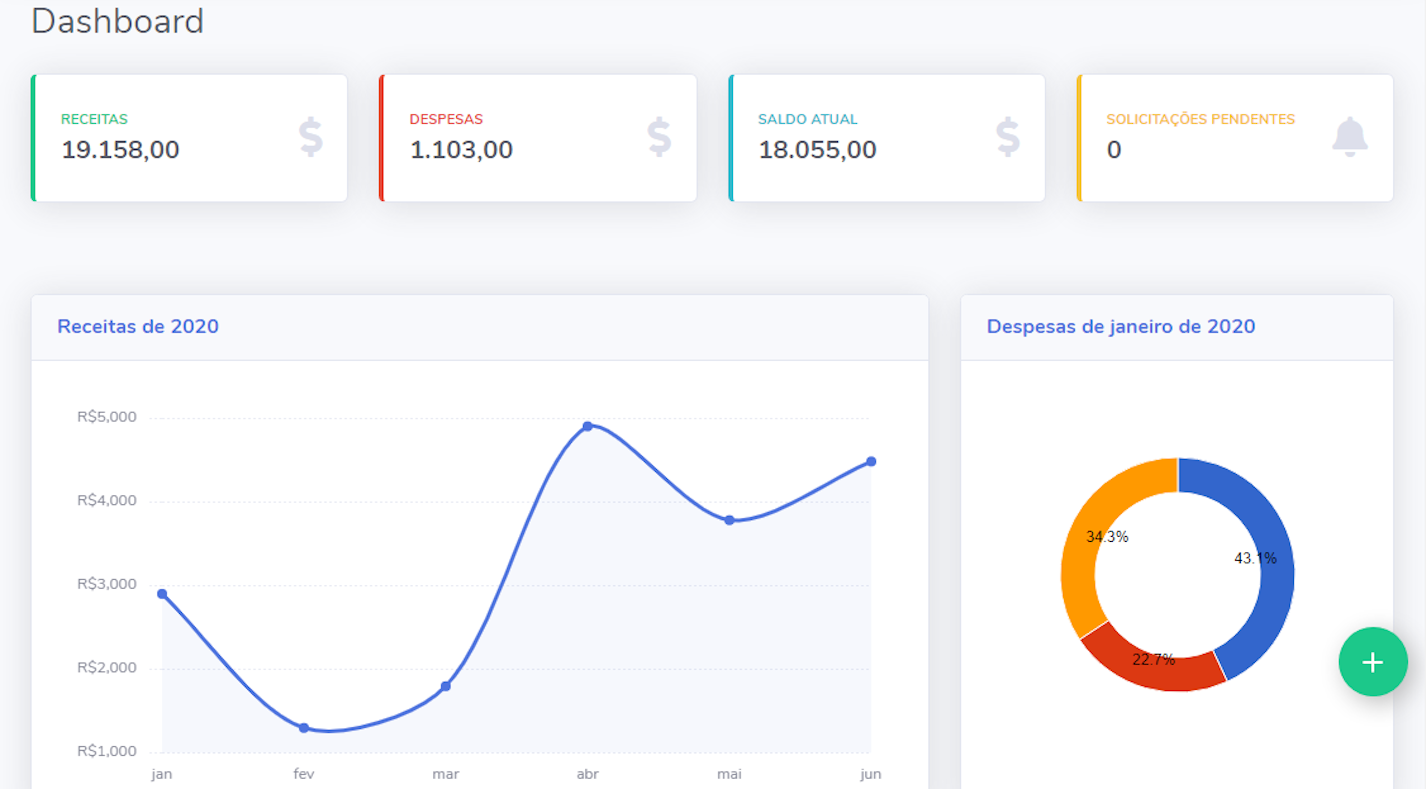 Dashboard
RECEITAS
19.158,00
DESPESAS
1.103,00
SALDO ATUAL
18.055,00
SOLICITAÇÕES PENDENTES
0
Receitas de 2020
R$5,000
R$4,000
R$3,000
R$2,000
R$1,000
jan fev mar abr mai jun
Despesas de janeiro de 2020
34.3%
43.1%
22.7%